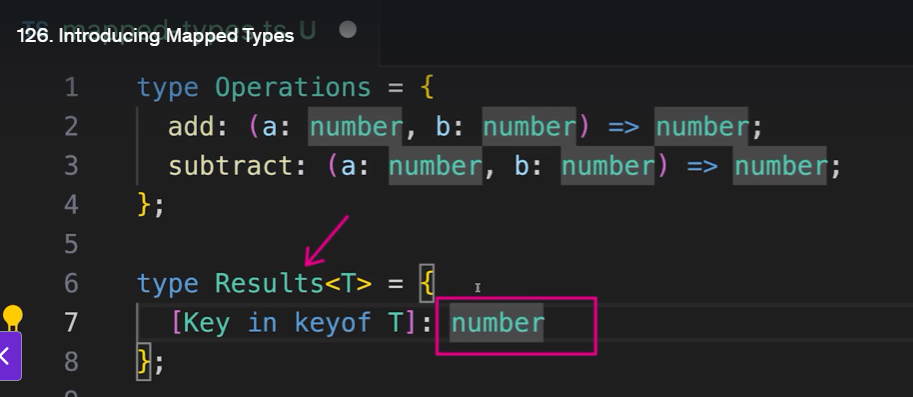 TS mapped-types.ts U
126. Introducing Mapped Types
1 type Operations = {
2 add: (a: number, b: number) => number;
3 subtract: (a: number, b: number) => number;
4 };
5
6 type Results<T> = {
7 [Key in keyof T]: number
8 };
9